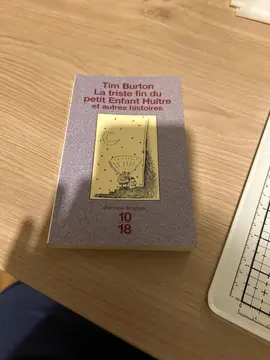 Tim Burton
La triste fin du
petit Enfant Huître
et autres histoires
10
18